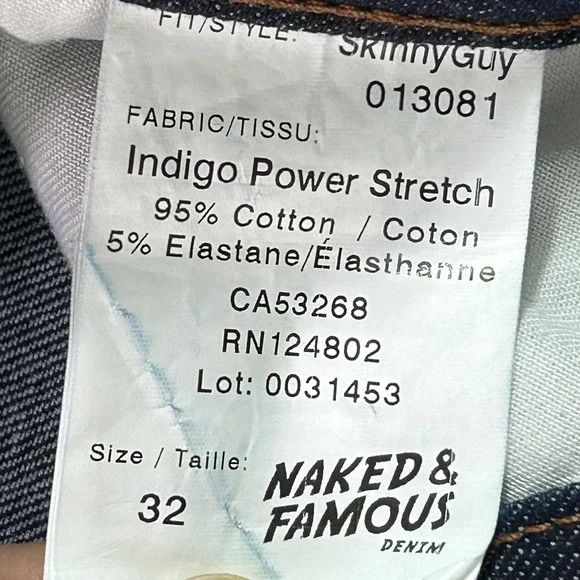 FIT/STYLE: SkinnyGuy
013081
FABRIC/TISSU:
Indigo Power Stretch
95% Cotton / Coton
5% Elastane/Élasthanne
CA53268
RN124802
Lot: 0031453
Size / Taille:
32
NAKED &
FAMOUS
DENIM